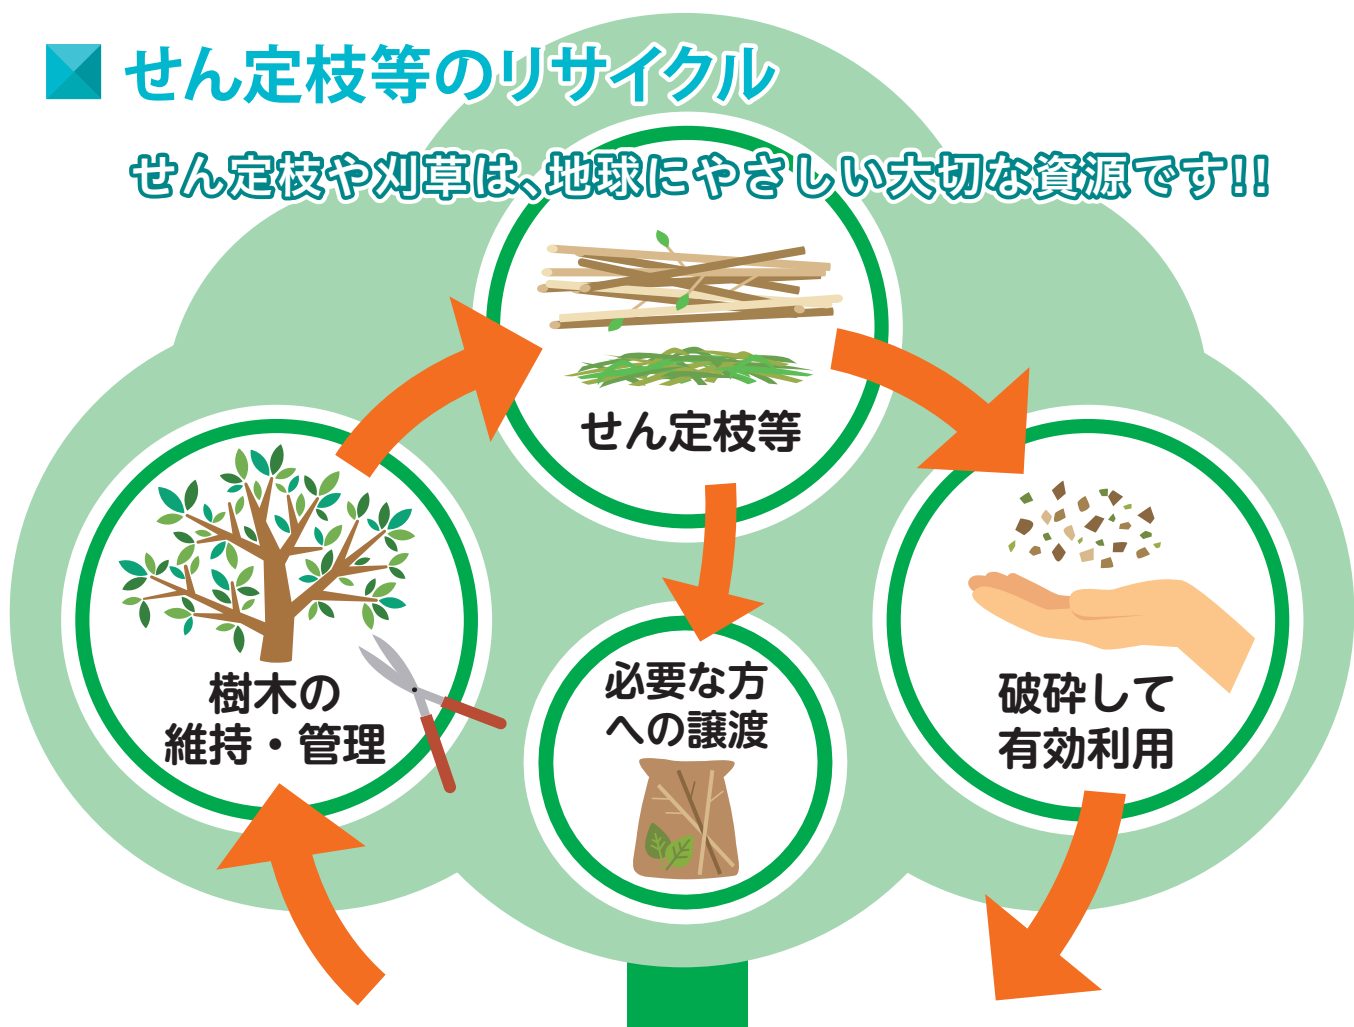 せん定枝等のリサイクル
せん定枝や刈草は、地球にやさしい大切な資源です!!
せん定枝等
樹木の
維持・管理
必要な方
への譲渡
破砕して
有効利用